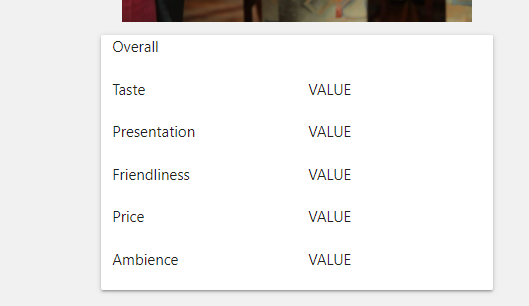 Overall
Taste VALUE
Presentation VALUE
Friendliness VALUE
Price VALUE
Ambience VALUE